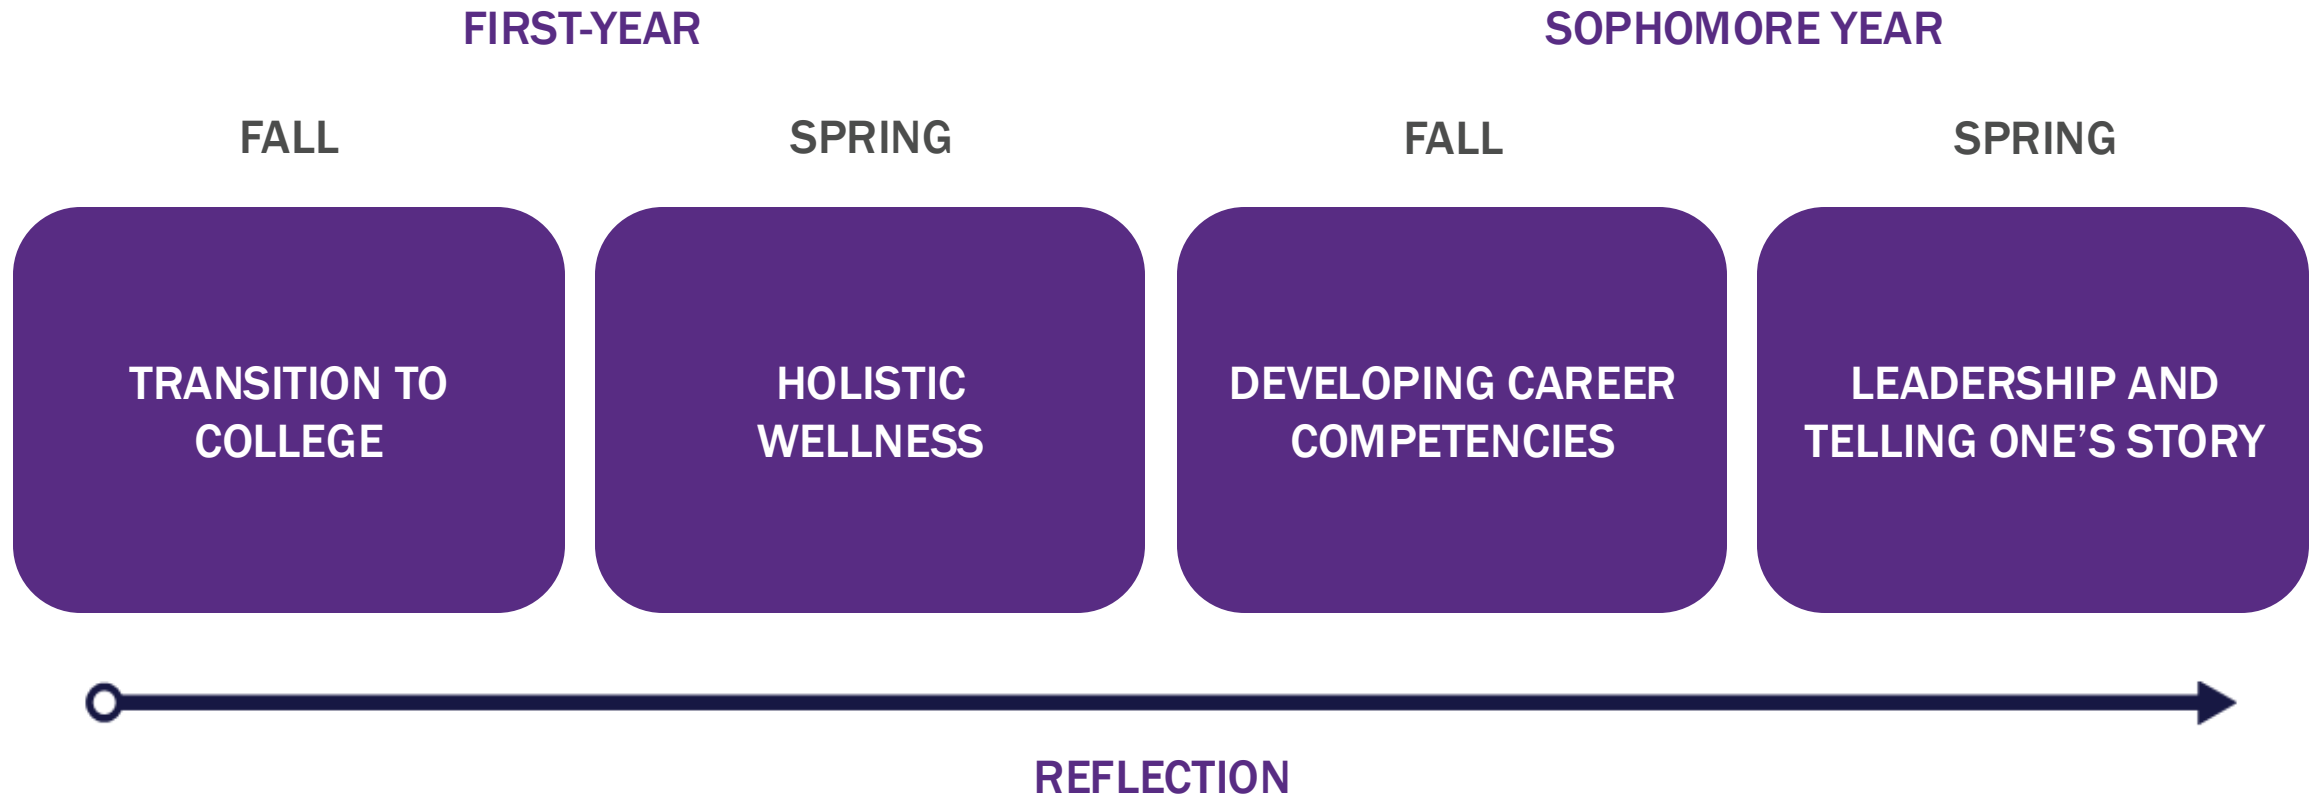 FIRST-YEAR
SOPHOMORE YEAR
FALL
SPRING
FALL
SPRING
TRANSITION TO
COLLEGE
HOLISTIC
WELLNESS
DEVELOPING CAREER
COMPETENCIES
LEADERSHIP AND
TELLING ONE’S STORY
REFLECTION